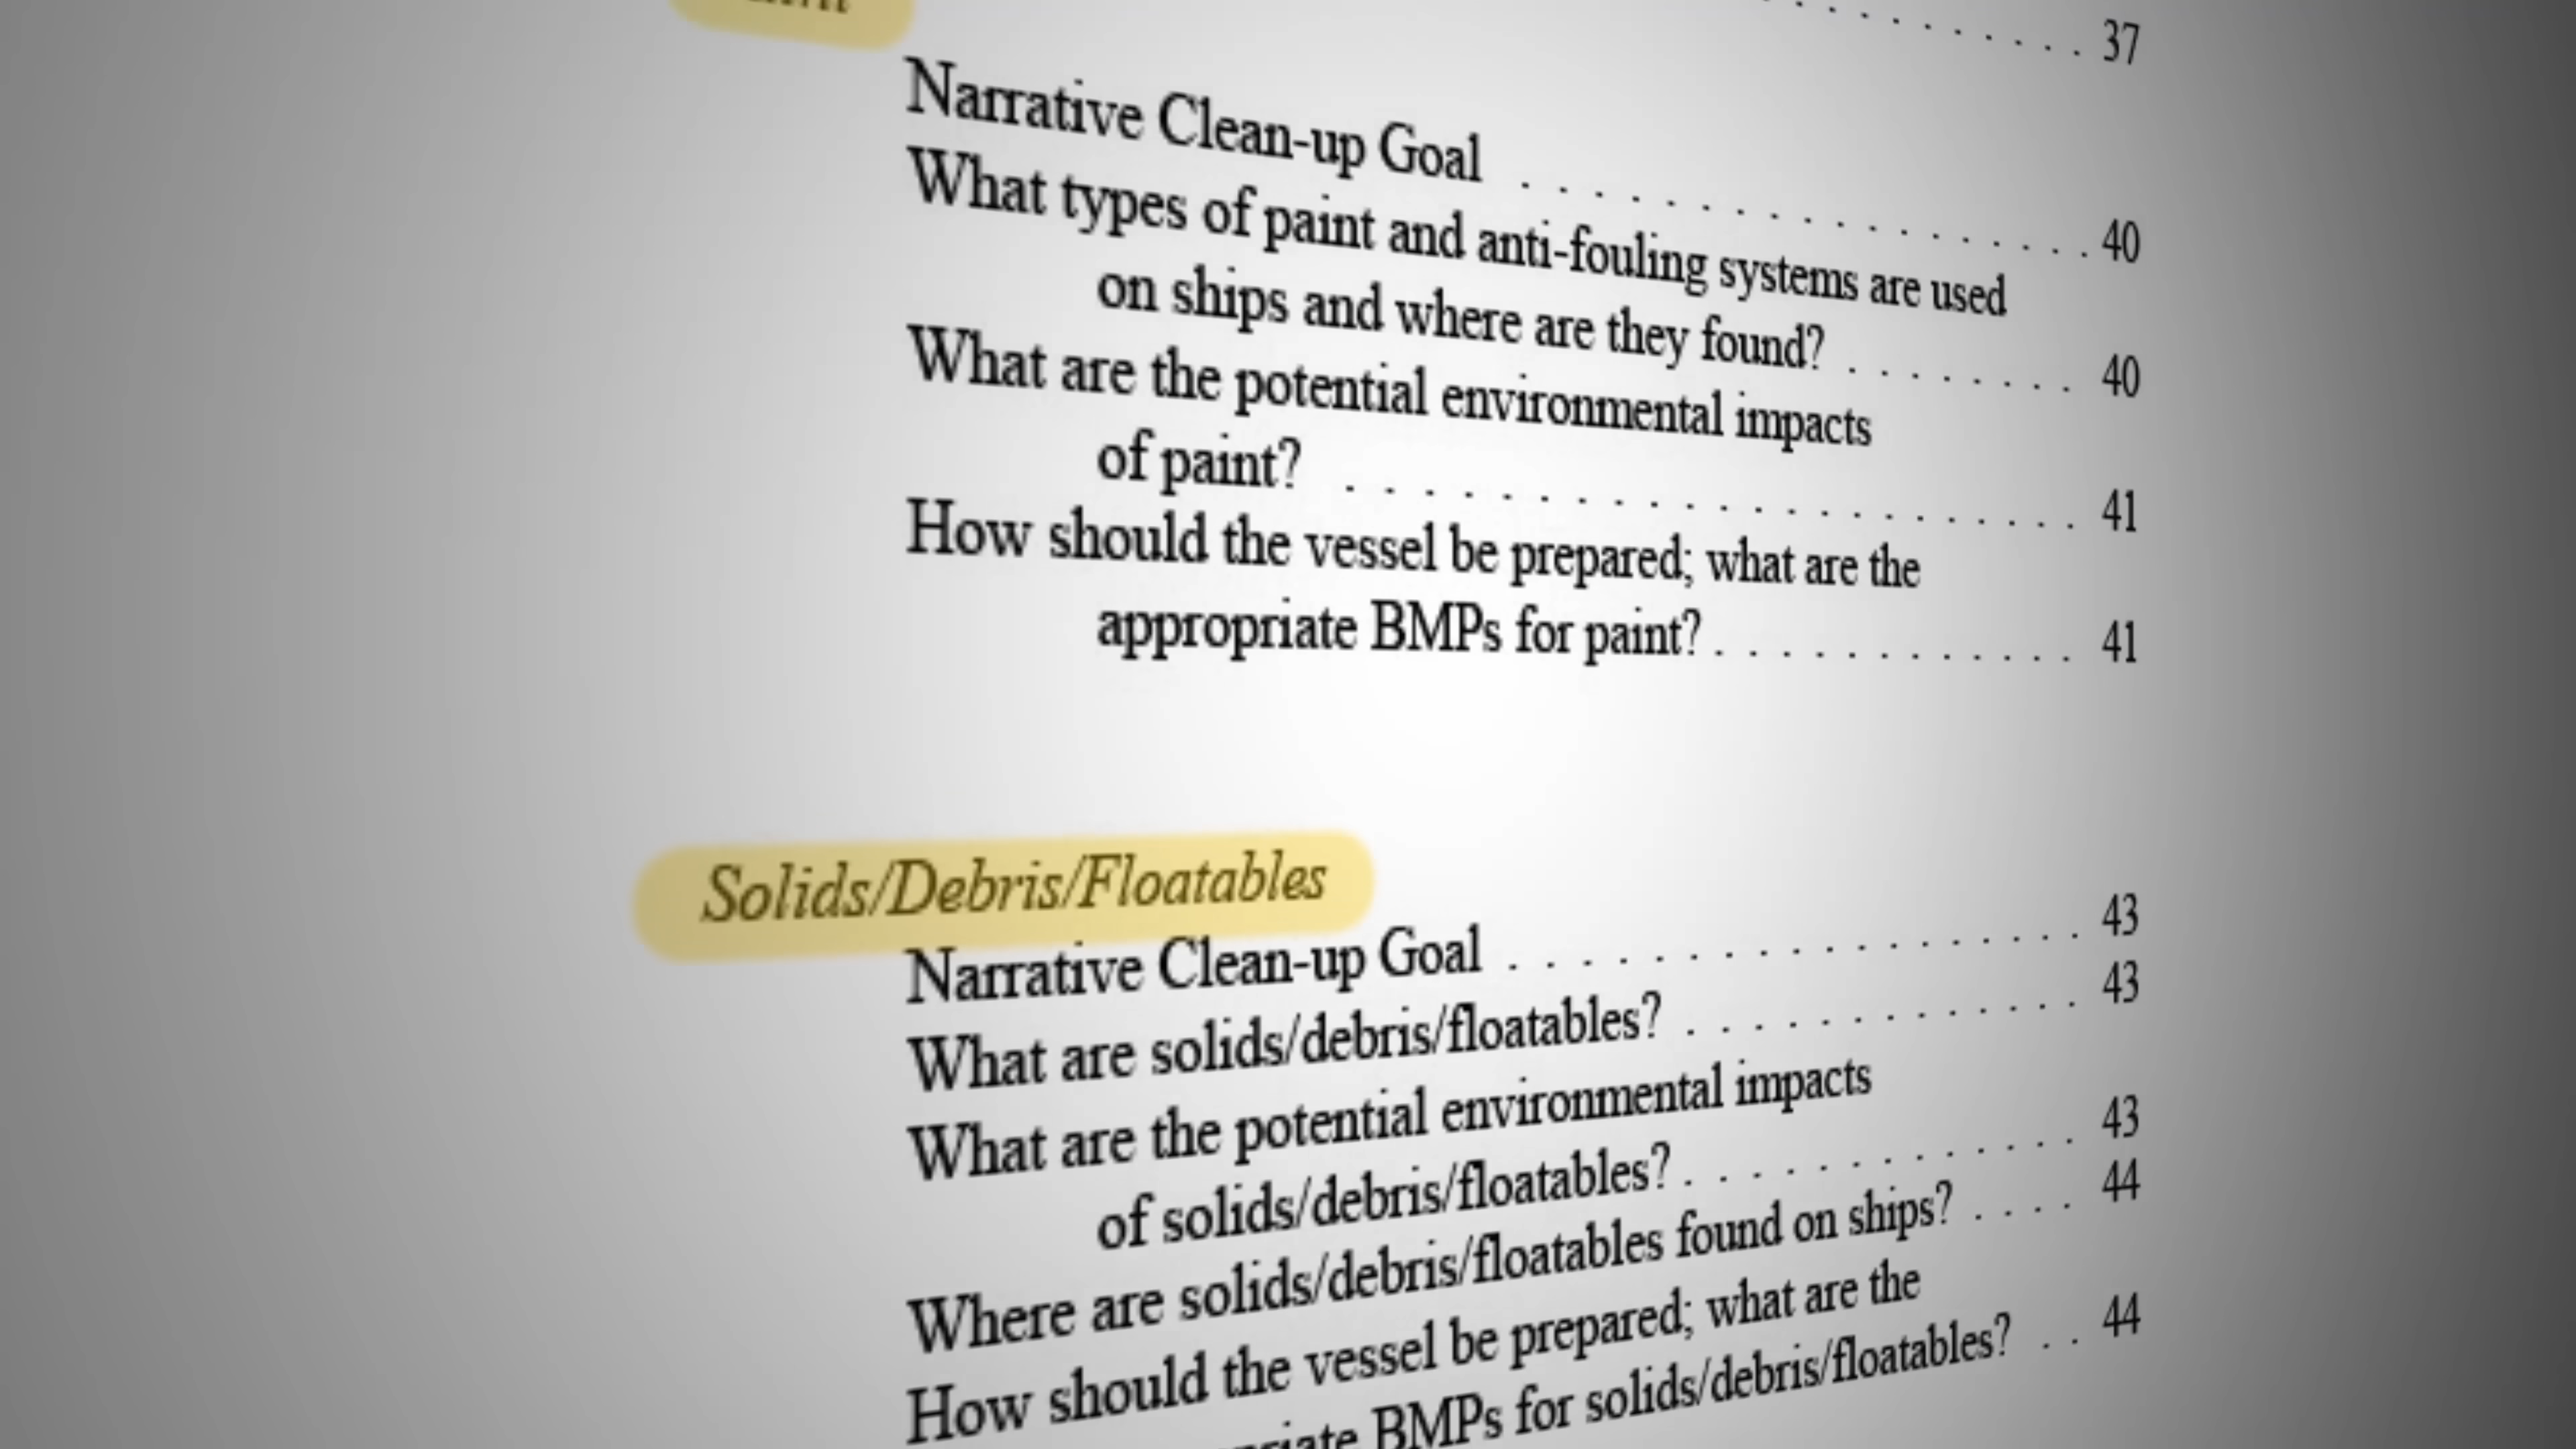 . . . . . . . . . . 37
Narrative Clean-up Goal . . . . . . . . . . . . . . . . 40
What types of paint and anti-fouling systems are used
on ships and where are they found? . . . . . . . 40
What are the potential environmental impacts
of paint? . . . . . . . . . . . . . . . . . . . 41
How should the vessel be prepared; what are the
appropriate BMPs for paint? . . . . . . . . . . . 41
Solids/Debris/Floatables
Narrative Clean-up Goal . . . . . . . . . . . . . . . . 43
What are solids/debris/floatables? . . . . . . . . . . . . 43
What are the potential environmental impacts
of solids/debris/floatables? . . . . . . . . . . . . 43
Where are solids/debris/floatables found on ships? . . . . 44
How should the vessel be prepared; what are the
BMPs for solids/debris/floatables? . . 44